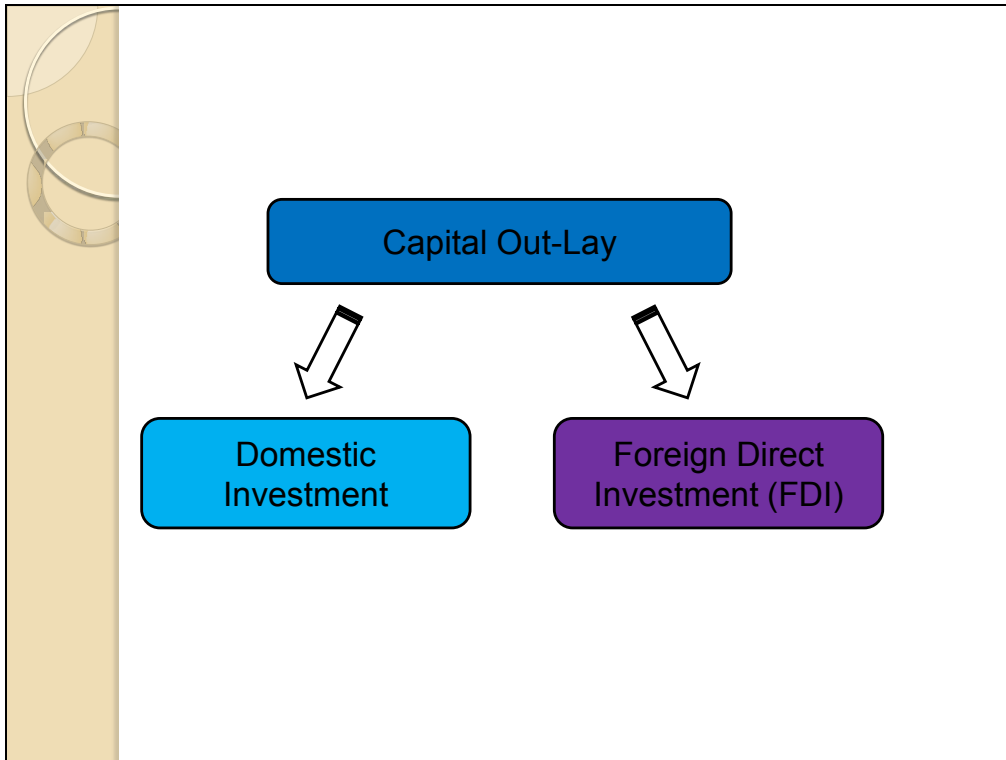 Capital Out-Lay
Domestic
Investment
Foreign Direct
Investment (FDI)